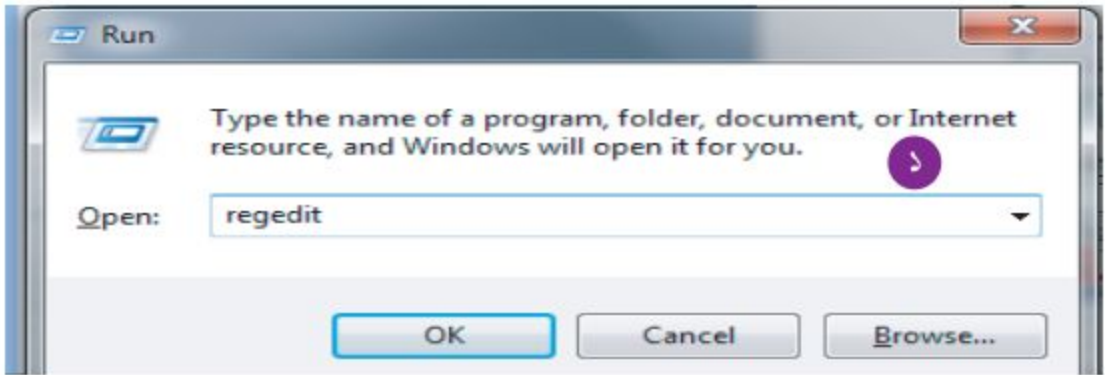 Run
Type the name of a program, folder, document, or Internet
resource, and Windows will open it for you.
১
Open: regedit
OK Cancel Browse...